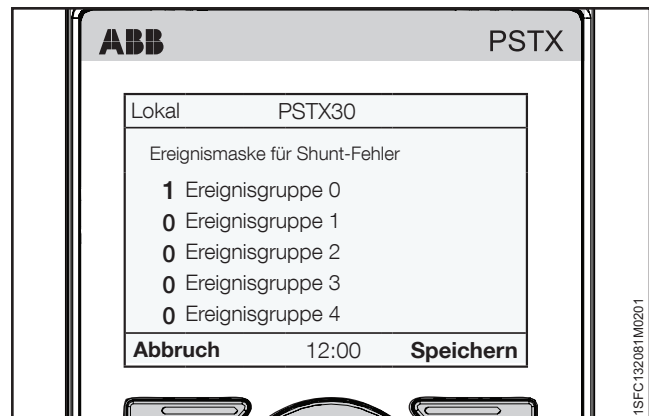 ABB PSTX
Lokal PSTX30
Ereignismaske für Shunt-Fehler
1 Ereignisgruppe 0
0 Ereignisgruppe 1
0 Ereignisgruppe 2
0 Ereignisgruppe 3
0 Ereignisgruppe 4
Abbruch 12:00 Speichern
1SFC132081M0201